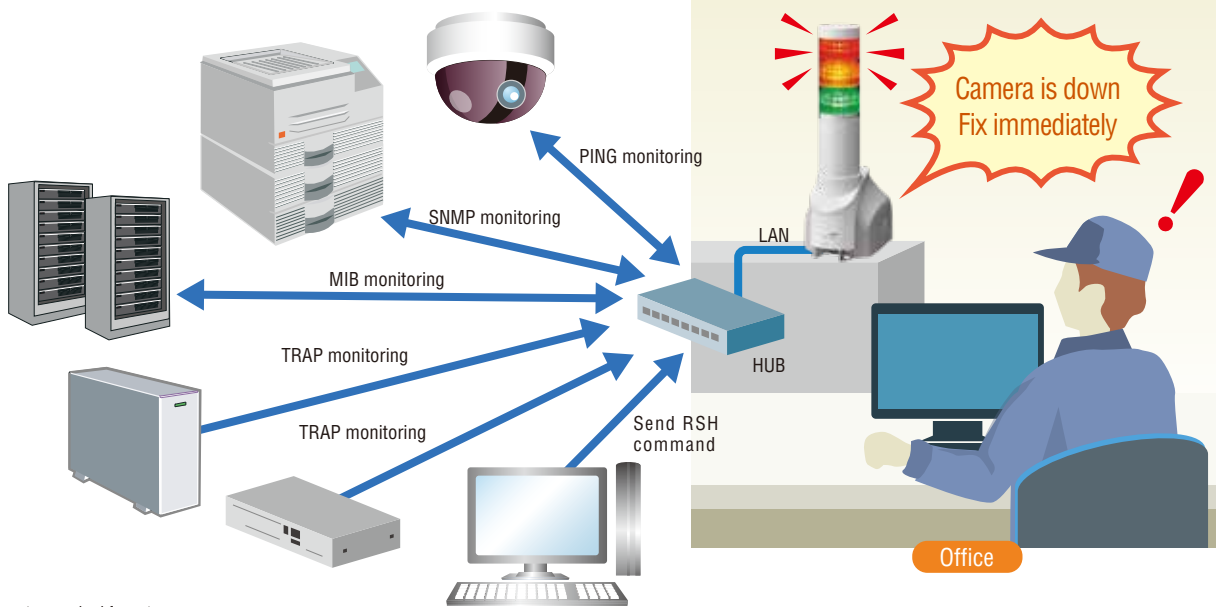 Camera is down
Fix immediately
PING monitoring
SNMP monitoring
LAN
MIB monitoring
TRAP monitoring
HUB
TRAP monitoring
Send RSH
command
Office